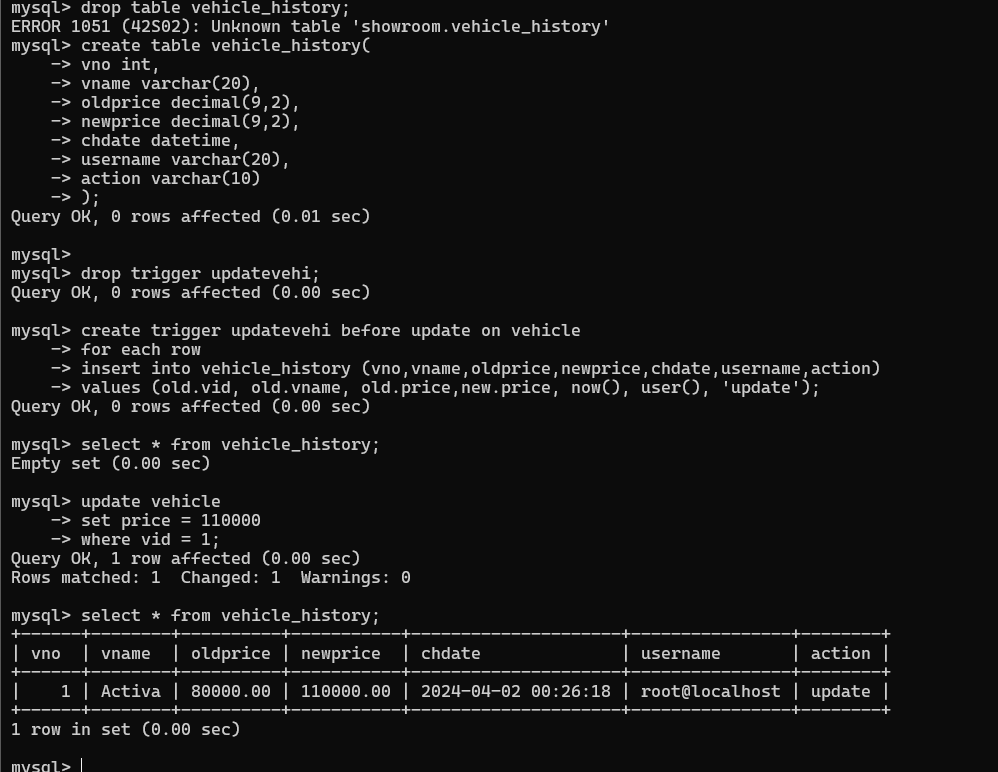 mysql> drop table vehicle_history;
ERROR 1051 (42S02): Unknown table 'showroom.vehicle_history'
mysql> create table vehicle_history(
    -> vno int,
    -> vname varchar(20),
    -> oldprice decimal(9,2),
    -> newprice decimal(9,2),
    -> chdate datetime,
    -> username varchar(20),
    -> action varchar(10)
    -> );
Query OK, 0 rows affected (0.01 sec)

mysql>
mysql> drop trigger updatevehi;
Query OK, 0 rows affected (0.00 sec)

mysql> create trigger updatevehi before update on vehicle
    -> for each row
    -> insert into vehicle_history (vno,vname,oldprice,newprice,chdate,username,action)
    -> values (old.vid, old.vname, old.price,new.price, now(), user(), 'update');
Query OK, 0 rows affected (0.00 sec)

mysql> select * from vehicle_history;
Empty set (0.00 sec)

mysql> update vehicle
    -> set price = 110000
    -> where vid = 1;
Query OK, 1 row affected (0.00 sec)
Rows matched: 1  Changed: 1  Warnings: 0

mysql> select * from vehicle_history;
+------+--------+----------+-----------+---------------------+----------------+--------+
| vno  | vname  | oldprice | newprice  | chdate              | username       | action |
+------+--------+----------+-----------+---------------------+----------------+--------+
|    1 | Activa | 80000.00 | 110000.00 | 2024-04-02 00:26:18 | root@localhost | update |
+------+--------+----------+-----------+---------------------+----------------+--------+
1 row in set (0.00 sec)

mysql>